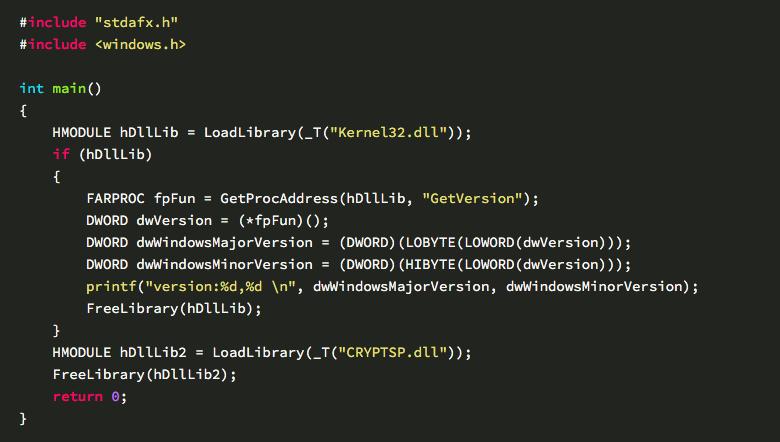 #include "stdafx.h"
#include <windows.h>

int main()
{
    HMODULE hDllLib = LoadLibrary(_T("Kernel32.dll"));
    if (hDllLib)
    {
        FARPROC fpFun = GetProcAddress(hDllLib, "GetVersion");
        DWORD dwVersion = (*fpFun)();
        DWORD dwWindowsMajorVersion = (DWORD)(LOBYTE(LOWORD(dwVersion)));
        DWORD dwWindowsMinorVersion = (DWORD)(HIBYTE(LOWORD(dwVersion)));
        printf("version:%d,%d \n", dwWindowsMajorVersion, dwWindowsMinorVersion);
        FreeLibrary(hDllLib);
    }
    HMODULE hDllLib2 = LoadLibrary(_T("CRYPTSP.dll"));
    FreeLibrary(hDllLib2);
    return 0;
}